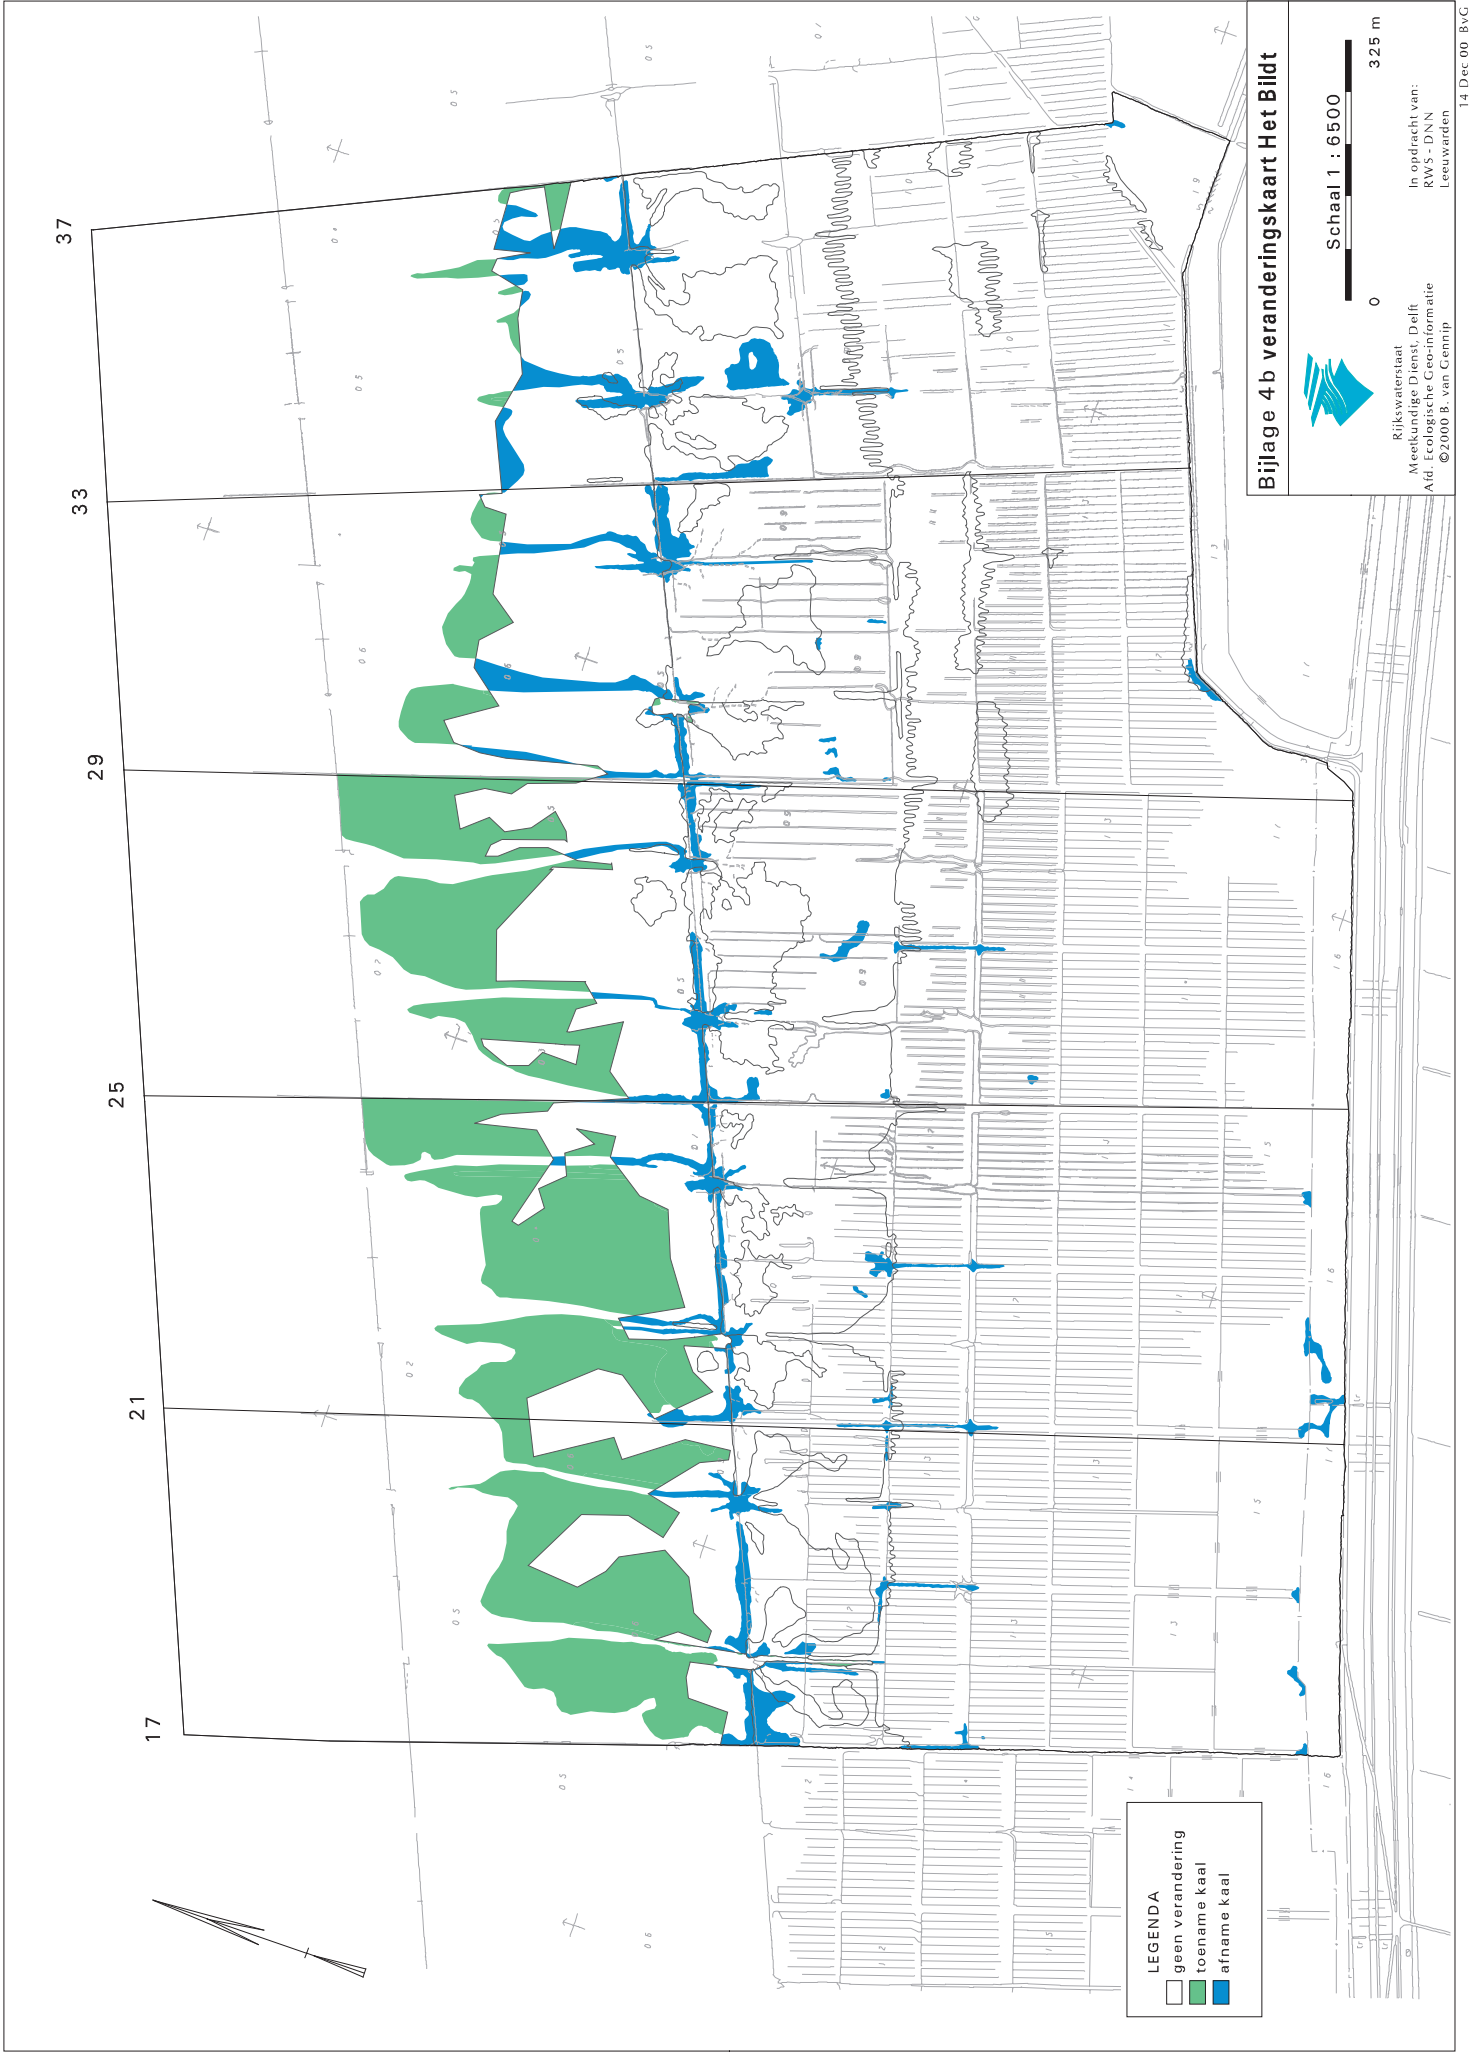 37
33
29
25
21
17
Bijlage 4b veranderingskaart Het Bildt
Schaal 1 : 6500
0
325 m
Rijkswaterstaat
Meetkundige Dienst, Delft
Afd. Ecologische Geo-informatie
©2000 B. van Gennip
In opdracht van:
RWS - DNN
Leeuwarden
14 Dec 00 BvG
LEGENDA
geen verandering
toename kaal
afname kaal